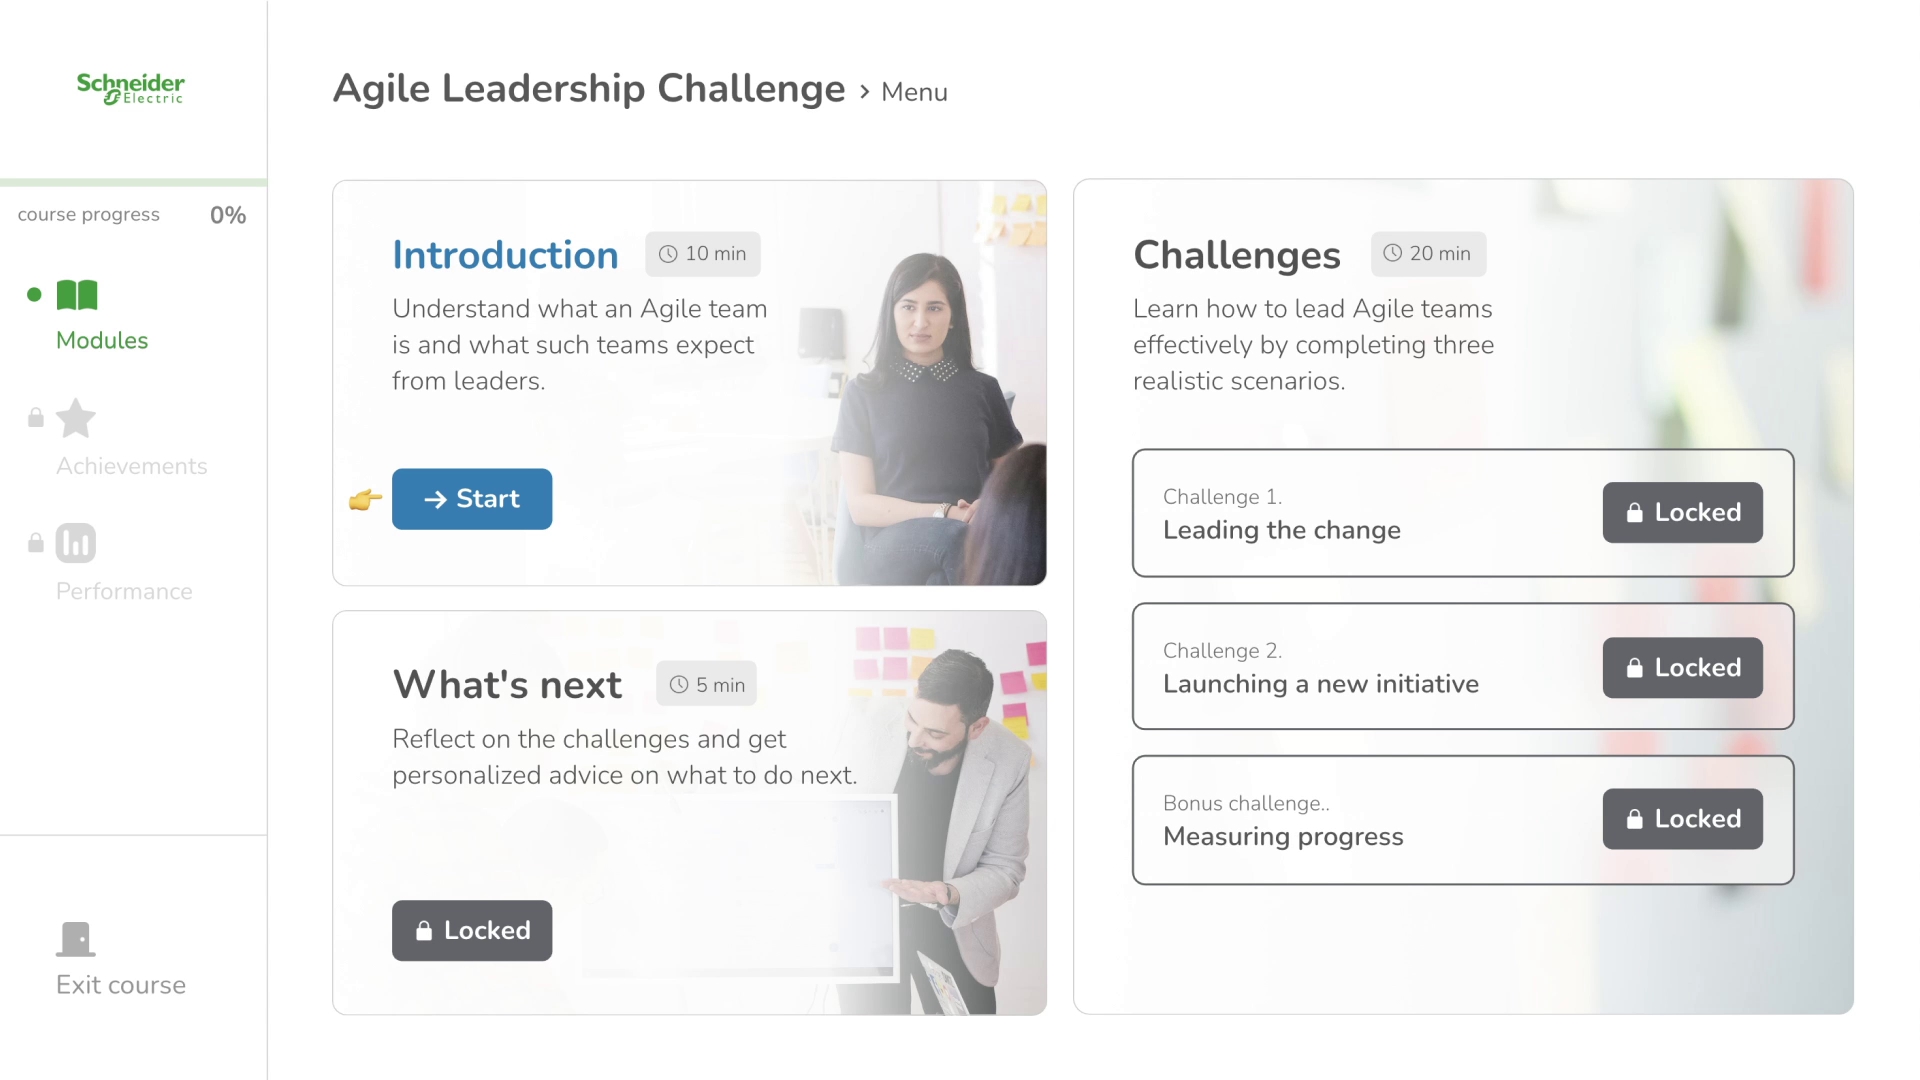 Schneider
Electric
course progress 0%
Modules
Achievements
Performance
Exit course
Agile Leadership Challenge › Menu
Introduction 10 min
Understand what an Agile team
is and what such teams expect
from leaders.
→ Start
What's next 5 min
Reflect on the challenges and get
personalized advice on what to do next.
Locked
Challenges 20 min
Learn how to lead Agile teams
effectively by completing three
realistic scenarios.
Challenge 1.
Leading the change
Locked
Challenge 2.
Launching a new initiative
Locked
Bonus challenge..
Measuring progress
Locked